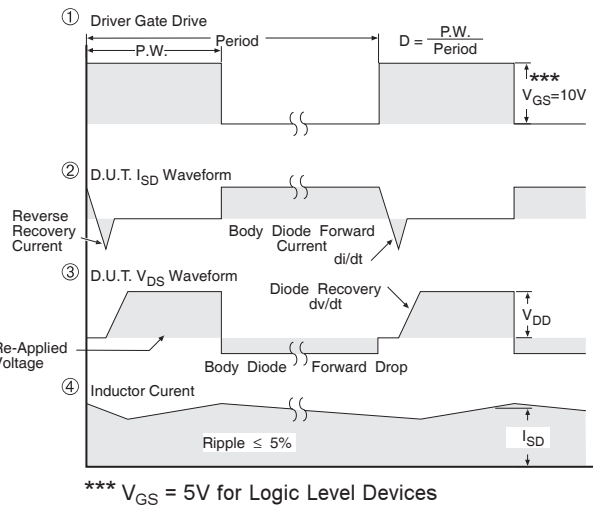 ① Driver Gate Drive
Period
P.W.
D = P.W. / Period
***
VGS=10V
② D.U.T. ISD Waveform
Reverse
Recovery
Current
Body Diode Forward
Current
di/dt
③ D.U.T. VDS Waveform
Diode Recovery
dv/dt
VDD
Re-Applied
Voltage
Body Diode
Forward Drop
④ Inductor Curent
Ripple ≤ 5%
ISD
*** VGS = 5V for Logic Level Devices